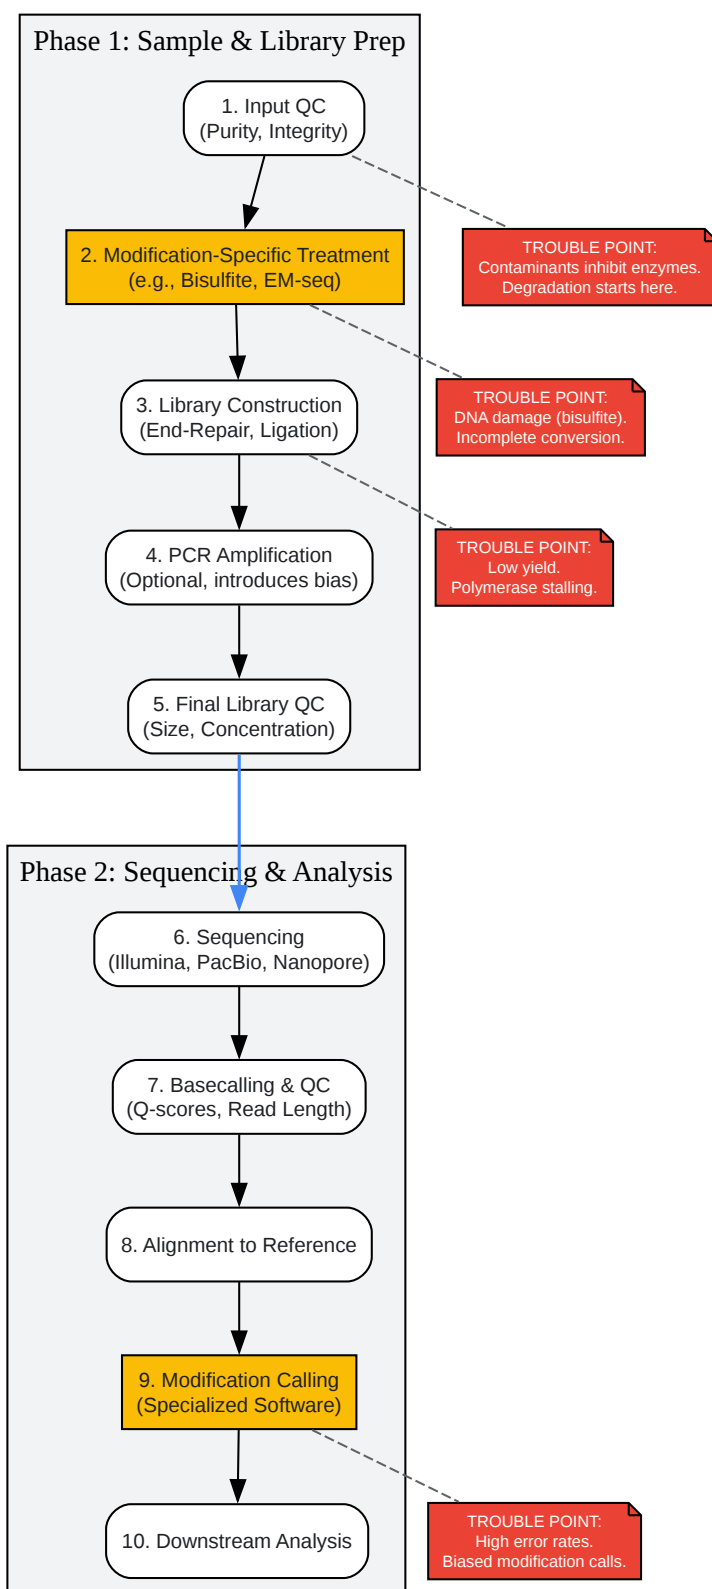 Phase 1: Sample & Library Prep
1. Input QC
(Purity, Integrity)
TROUBLE POINT:
Contaminants inhibit enzymes.
Degradation starts here.
2. Modification-Specific Treatment
(e.g., Bisulfite, EM-seq)
TROUBLE POINT:
DNA damage (bisulfite).
Incomplete conversion.
3. Library Construction
(End-Repair, Ligation)
TROUBLE POINT:
Low yield.
Polymerase stalling.
4. PCR Amplification
(Optional, introduces bias)
5. Final Library QC
(Size, Concentration)
Phase 2: Sequencing & Analysis
6. Sequencing
(Illumina, PacBio, Nanopore)
7. Basecalling & QC
(Q-scores, Read Length)
8. Alignment to Reference
9. Modification Calling
(Specialized Software)
TROUBLE POINT:
High error rates.
Biased modification calls.
10. Downstream Analysis